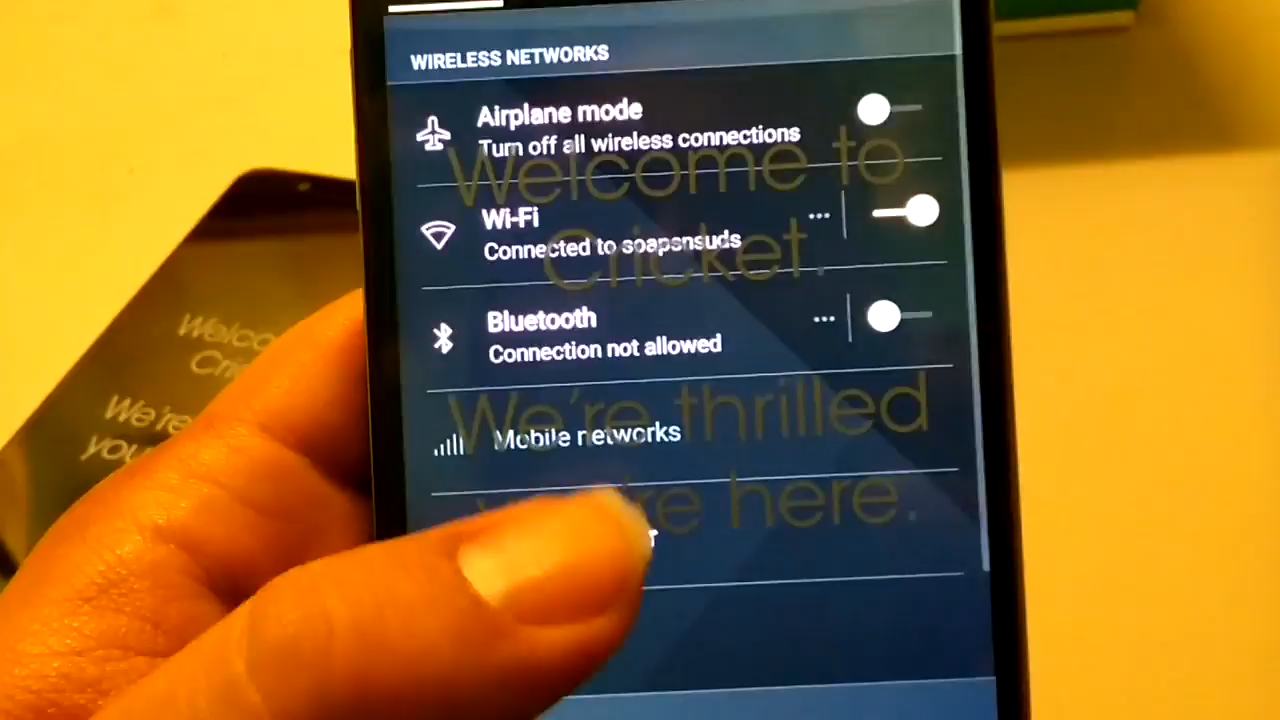 WIRELESS NETWORKS
Airplane mode
Turn off all wireless connections
Welcome to
Wi-Fi
Connected to soapsnsuds
Cricket.
Bluetooth
Connection not allowed
We're thrilled
Mobile networks
here.
Welco
Cri
We're
you